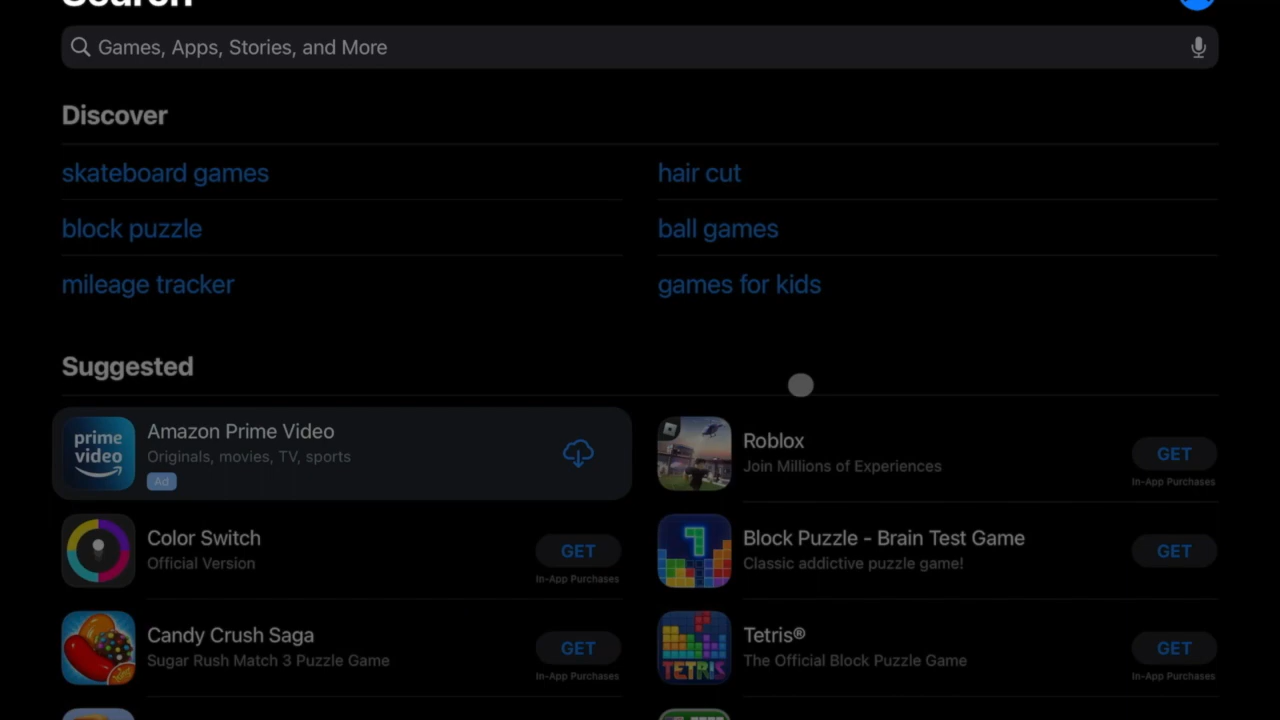 Search
Games, Apps, Stories, and More
Discover
skateboard games
hair cut
block puzzle
ball games
mileage tracker
games for kids
Suggested
prime video
Amazon Prime Video
Originals, movies, TV, sports
Ad
Roblox
Join Millions of Experiences
GET
In-App Purchases
Color Switch
Official Version
GET
In-App Purchases
Block Puzzle - Brain Test Game
Classic addictive puzzle game!
GET
Candy Crush Saga
Sugar Rush Match 3 Puzzle Game
GET
In-App Purchases
TETRIS
Tetris®
The Official Block Puzzle Game
GET
In-App Purchases